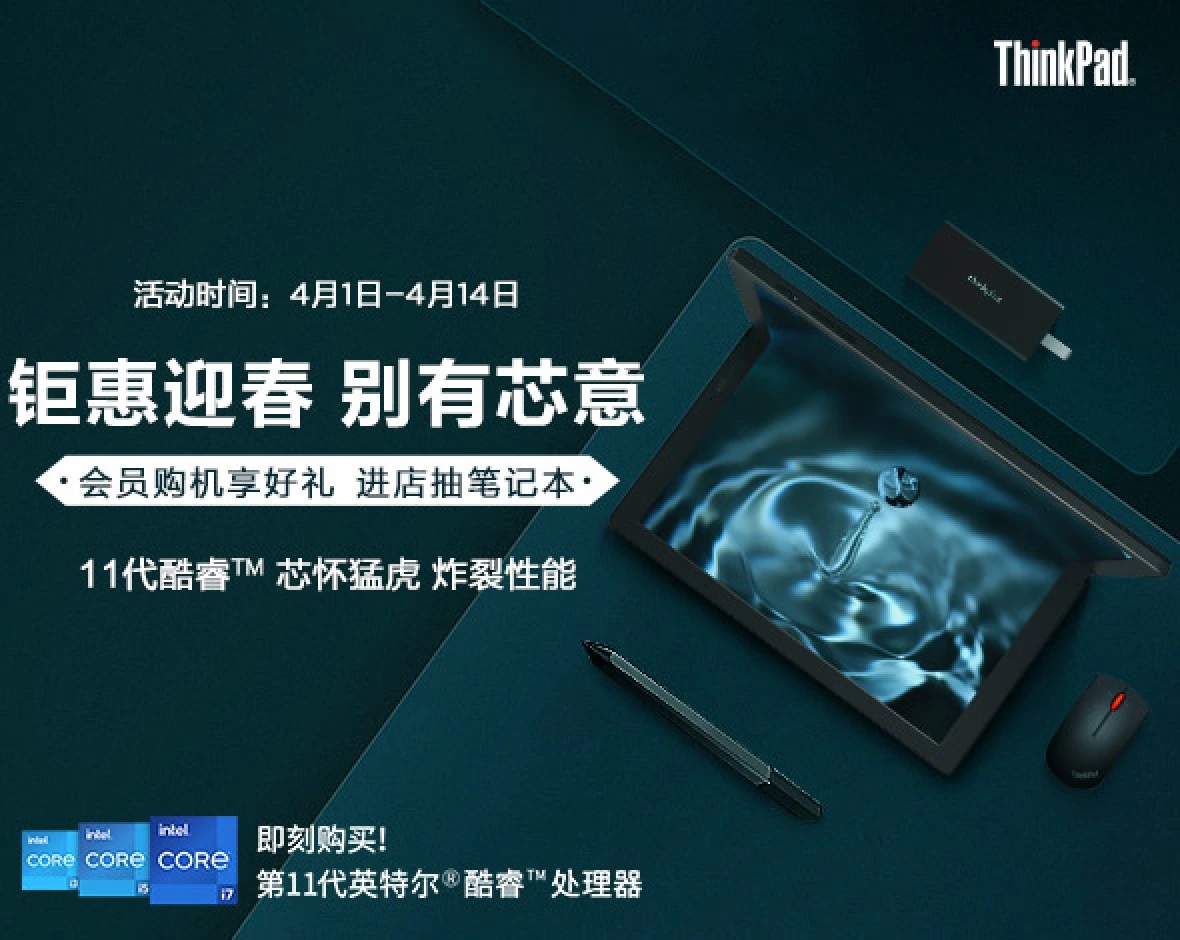 ThinkPad
活动时间：4月1日-4月14日
钜惠迎春 别有芯意
·会员购机享好礼 进店抽笔记本·
11代酷睿™ 芯怀猛虎 炸裂性能
intel CORE i3
intel CORE i5
intel CORE i7
即刻购买!
第11代英特尔®酷睿™处理器
ThinkPad